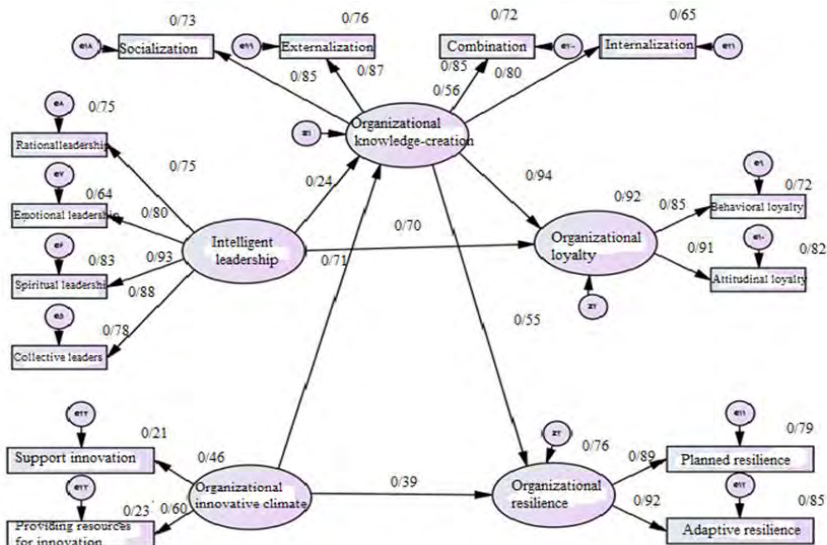 0/73
0/76
0/72
0/65
Socialization
Externalization
Combination
Internalization
0/85
0/87
0/85
0/80
0/56
0/75
Organizational
knowledge-creation
Rationalleadership
0/75
0/24
0/94
0/64
0/80
Emotional leadership
0/92
0/85
0/72
Behavioral loyalty
Intelligent
leadership
0/70
Organizational
loyalty
0/83
0/93
0/71
0/91
0/82
Spiritual leadership
0/88
Attitudinal loyalty
0/78
0/55
Collective leaders
0/21
0/79
Support innovation
0/46
0/76
0/89
Planned resilience
Organizational
innovative climate
0/39
Organizational
resilience
0/23
0/60
0/92
0/85
Providing resources
for innovation
Adaptive resilience